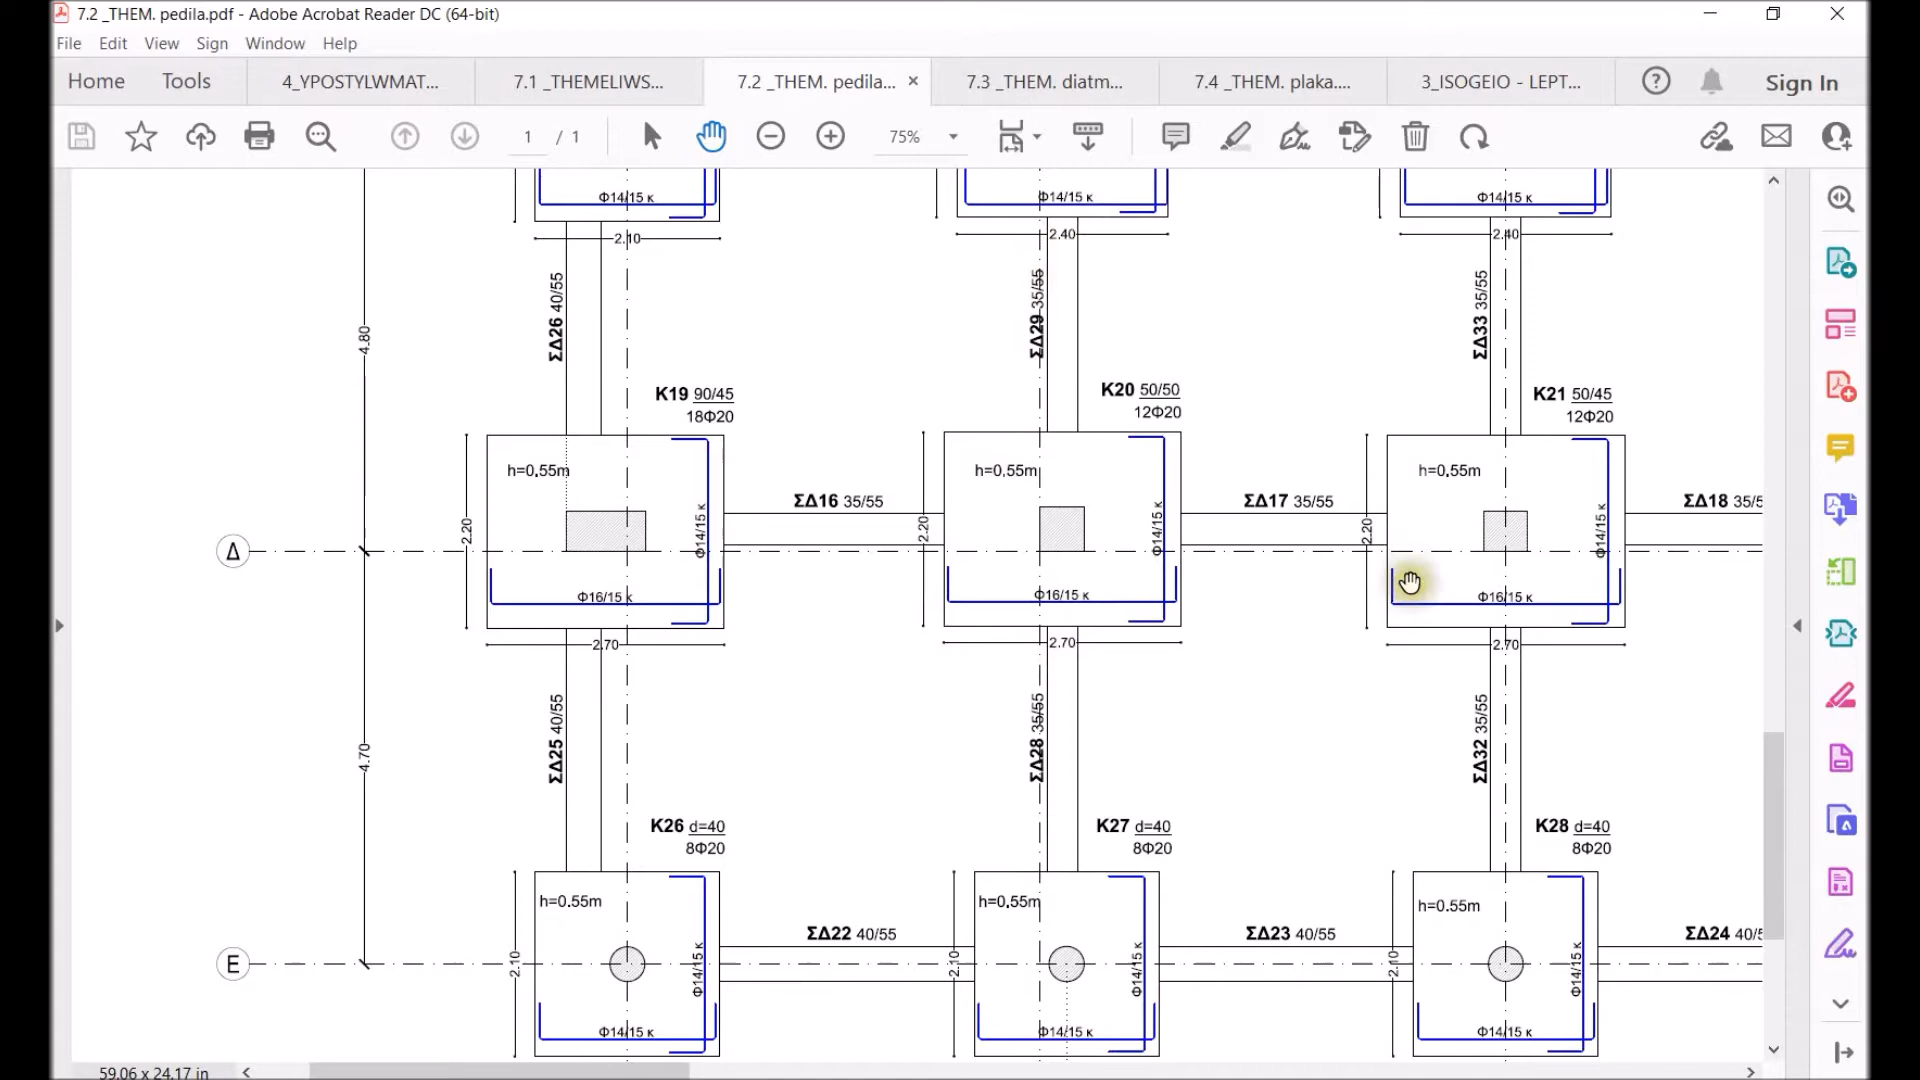 7.2 _THEM. pedila.pdf - Adobe Acrobat Reader DC (64-bit)
File Edit View Sign Window Help
Home Tools 4_YPOSTYLWMAT... 7.1 _THEMELIWS... 7.2 _THEM. pedila... 7.3 _THEM. diatm... 7.4 _THEM. plaka.... 3_ISOGEIO - LEPT... Sign In
1 / 1 75%
Φ14/15 κ Φ14/15 κ Φ14/15 κ
2.10 2.40 2.40
4.80
ΣΔ26 40/55 ΣΔ29 35/55 ΣΔ33 35/55
K19 90/45 K20 50/50 K21 50/45
18Φ20 12Φ20 12Φ20
h=0.55m h=0.55m h=0.55m
ΣΔ16 35/55 ΣΔ17 35/55 ΣΔ18 35/5
2.20 Φ14/15 κ 2.20 Φ14/15 κ 2.20 Φ14/15 κ
Δ
Φ16/15 κ Φ16/15 κ Φ16/15 κ
2.70 2.70 2.70
4.70
ΣΔ25 40/55 ΣΔ28 35/55 ΣΔ32 35/55
K26 d=40 K27 d=40 K28 d=40
8Φ20 8Φ20 8Φ20
h=0.55m h=0.55m h=0.55m
ΣΔ22 40/55 ΣΔ23 40/55 ΣΔ24 40/5
E
2.10 Φ14/15 κ 2.10 Φ14/15 κ 2.10 Φ14/15 κ
Φ14/15 κ Φ14/15 κ Φ14/15 κ
59.06 x 24.17 in